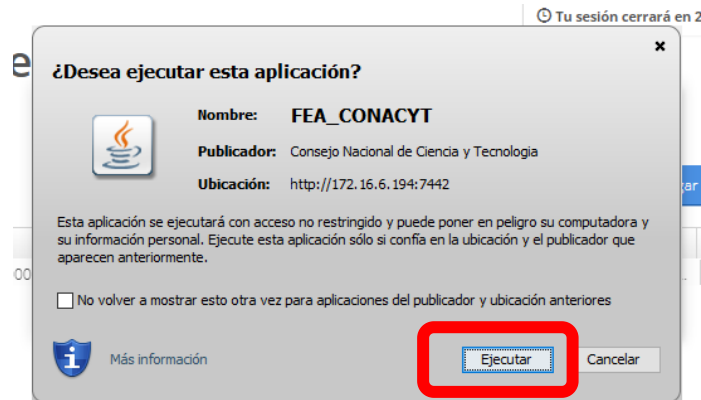 Tu sesión cerrará en 2
e
¿Desea ejecutar esta aplicación?
Nombre: FEA_CONACYT
Publicador: Consejo Nacional de Ciencia y Tecnologia
Ubicación: http://172.16.6.194:7442
gar
Esta aplicación se ejecutará con acceso no restringido y puede poner en peligro su computadora y
su información personal. Ejecute esta aplicación sólo si confía en la ubicación y el publicador que
aparecen anteriormente.
00
No volver a mostrar esto otra vez para aplicaciones del publicador y ubicación anteriores
Más información
Ejecutar
Cancelar